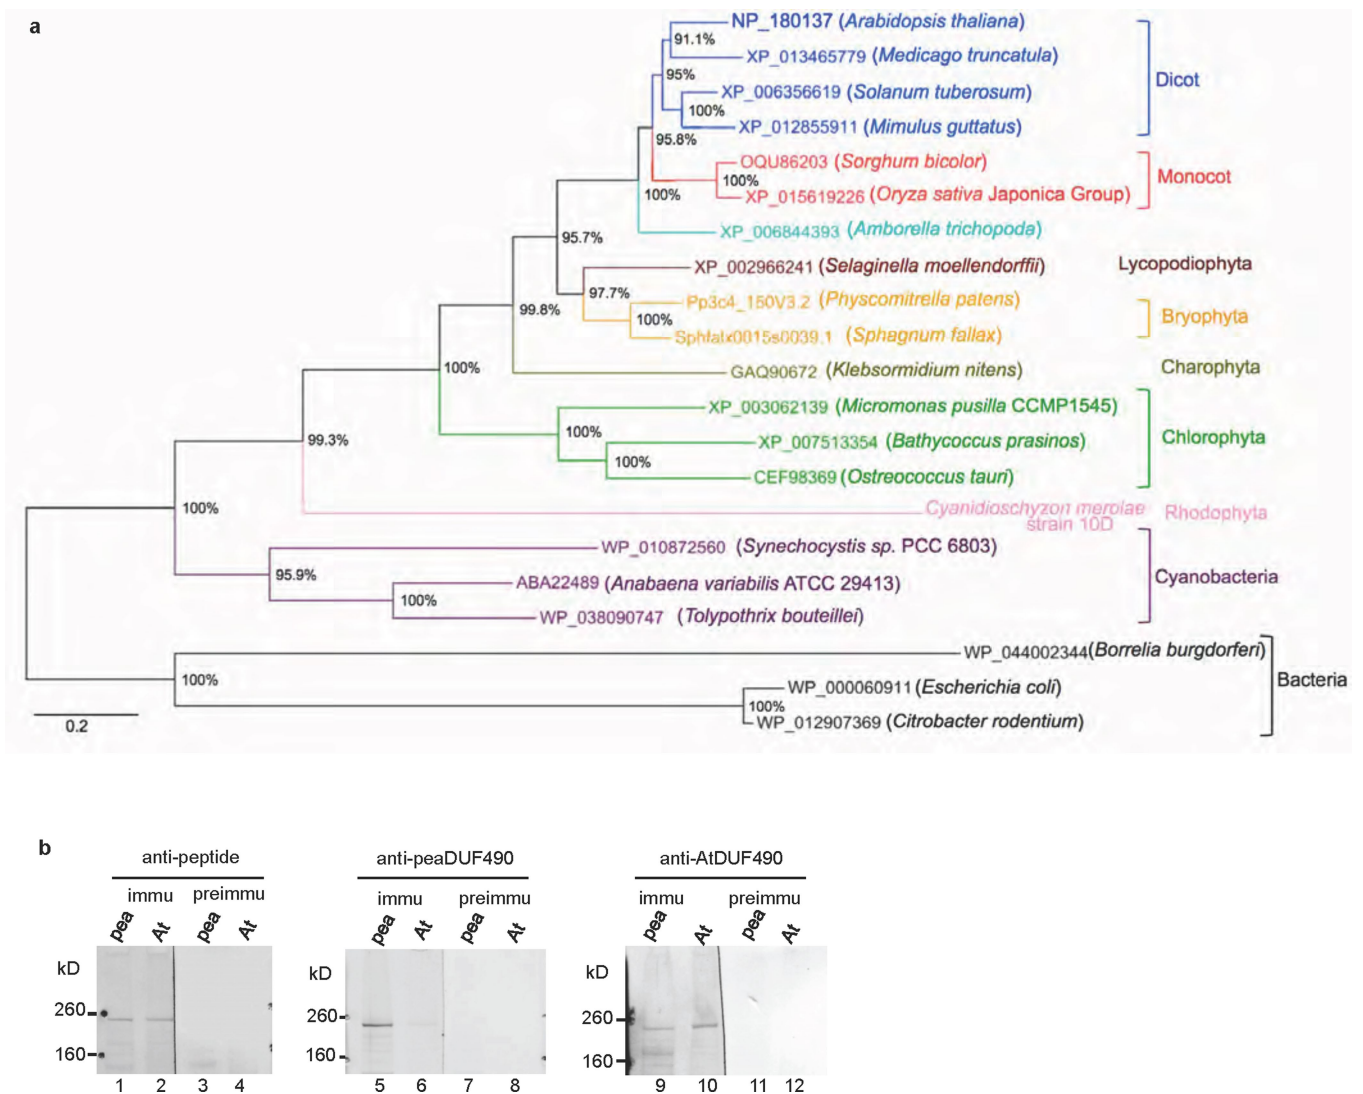 a
NP_180137 (Arabidopsis thaliana)
91.1%
XP_013465779 (Medicago truncatula)
95%
Dicot
XP_006356619 (Solanum tuberosum)
100%
XP_012855911 (Mimulus guttatus)
95.8%
OQU86203 (Sorghum bicolor)
100%
Monocot
100%
XP_015619226 (Oryza sativa Japonica Group)
XP_006844393 (Amborella trichopoda)
95.7%
XP_002966241 (Selaginella moellendorffii)
Lycopodiophyta
97.7%
Pp3c4_150V3.2 (Physcomitrella patens)
99.8%
100%
Bryophyta
Sphfalx0015s0039.1 (Sphagnum fallax)
100%
GAQ90672 (Klebsormidium nitens)
Charophyta
XP_003062139 (Micromonas pusilla CCMP1545)
100%
99.3%
XP_007513354 (Bathycoccus prasinos)
Chlorophyta
100%
CEF98369 (Ostreococcus tauri)
100%
Cyanidioschyzon merolae
strain 10D
Rhodophyta
WP_010872560 (Synechocystis sp. PCC 6803)
95.9%
Cyanobacteria
ABA22489 (Anabaena variabilis ATCC 29413)
100%
WP_038090747 (Tolypothrix bouteillei)
WP_044002344(Borrelia burgdorferi)
100%
Bacteria
WP_000060911 (Escherichia coli)
100%
WP_012907369 (Citrobacter rodentium)
0.2
b
anti-peptide
anti-peaDUF490
anti-AtDUF490
immu preimmu
immu preimmu
immu preimmu
pea At pea At
pea At pea At
pea At pea At
kD
kD
kD
260
260
260
160
160
160
1 2 3 4
5 6 7 8
9 10 11 12